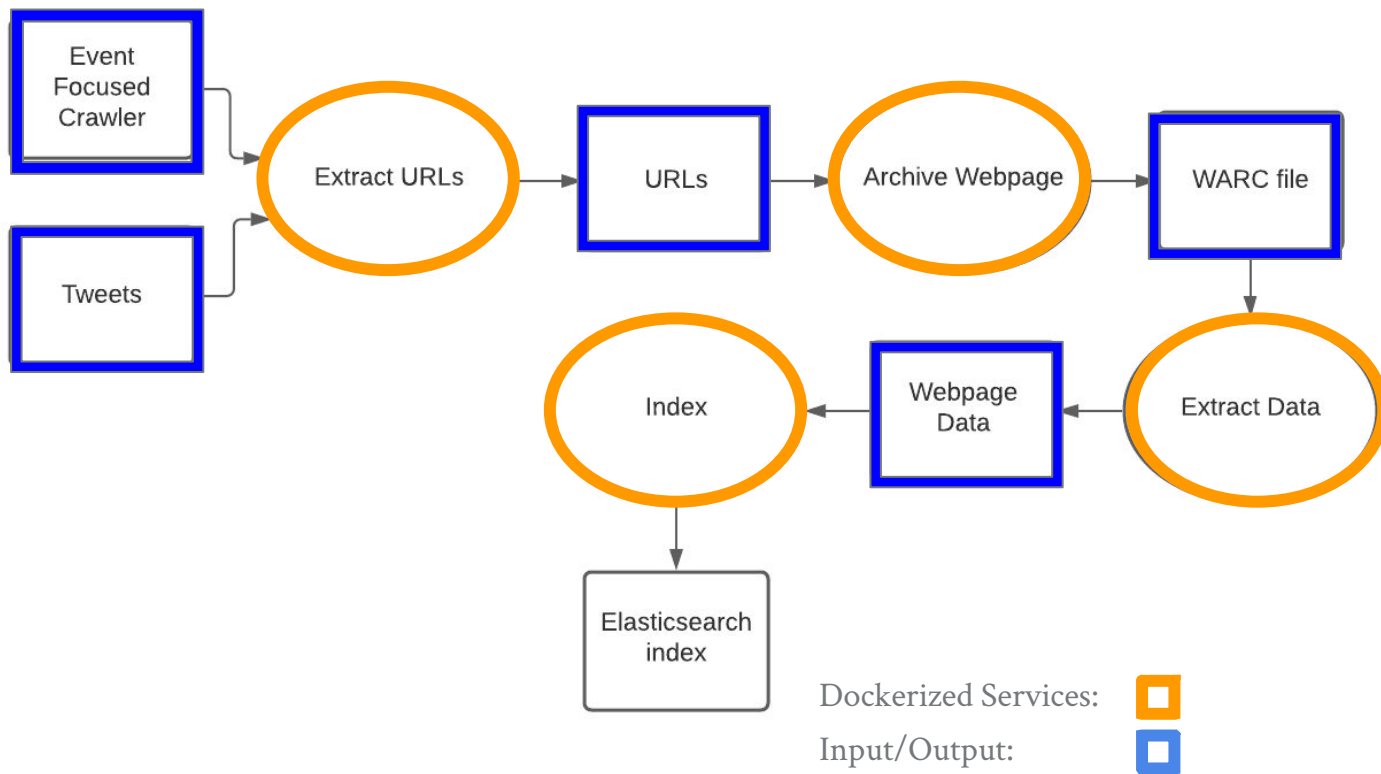 Event
Focused
Crawler
Extract URLs
URLs
Archive Webpage
WARC file
Tweets
Index
Webpage
Data
Extract Data
Elasticsearch
index
Dockerized Services:
Input/Output: